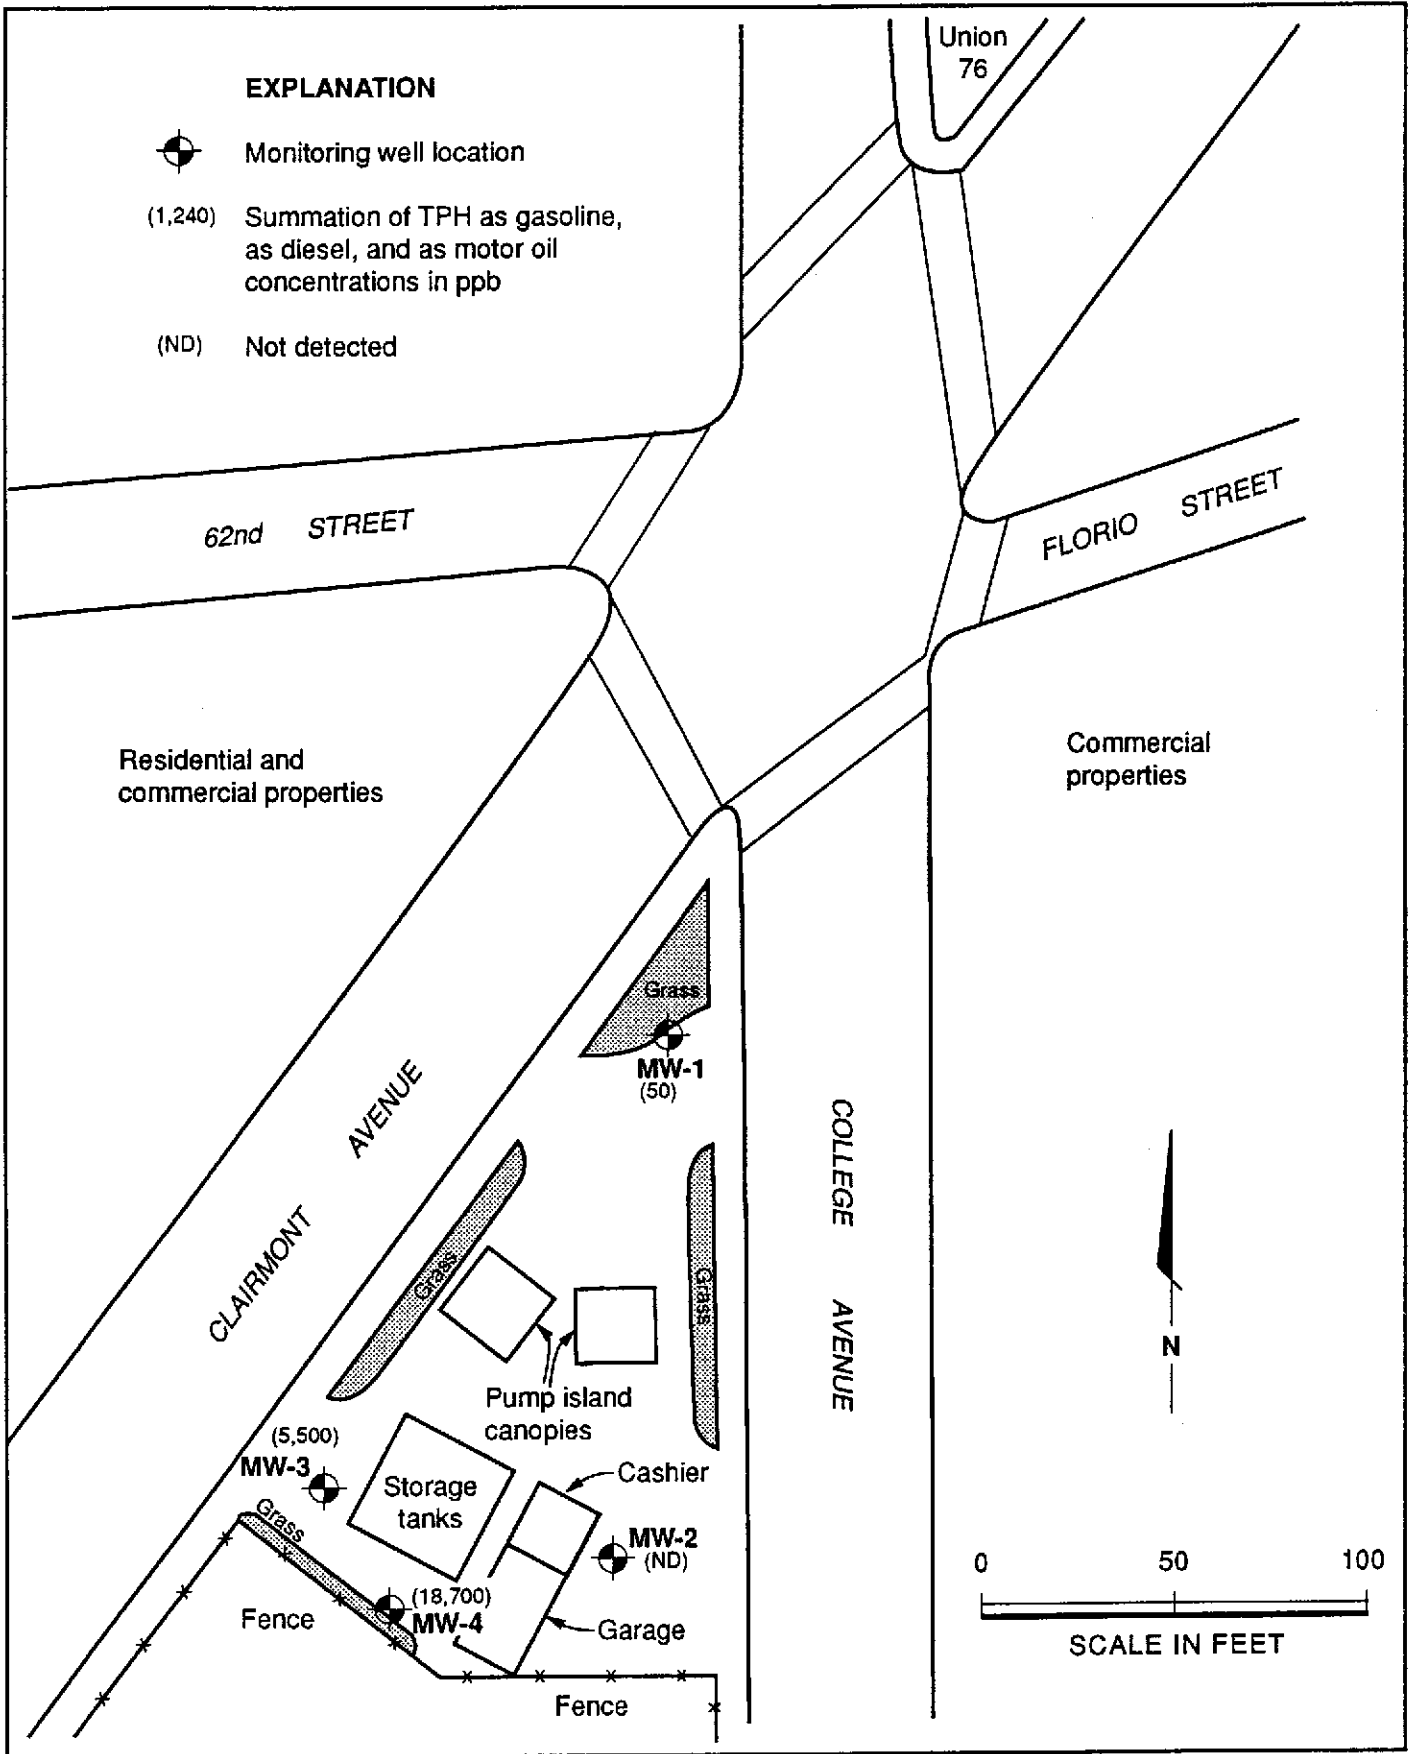 Union
76
EXPLANATION
Monitoring well location
(1,240) Summation of TPH as gasoline,
as diesel, and as motor oil
concentrations in ppb
(ND) Not detected
62nd STREET
FLORIO STREET
Residential and
commercial properties
Commercial
properties
Grass
MW-1
(50)
CLAIRMONT AVENUE
COLLEGE AVENUE
Grass
Grass
N
Pump island
canopies
(5,500)
MW-3
Storage
tanks
Cashier
Grass
MW-2
(ND)
(18,700)
MW-4
Fence
Garage
Fence
0 50 100
SCALE IN FEET